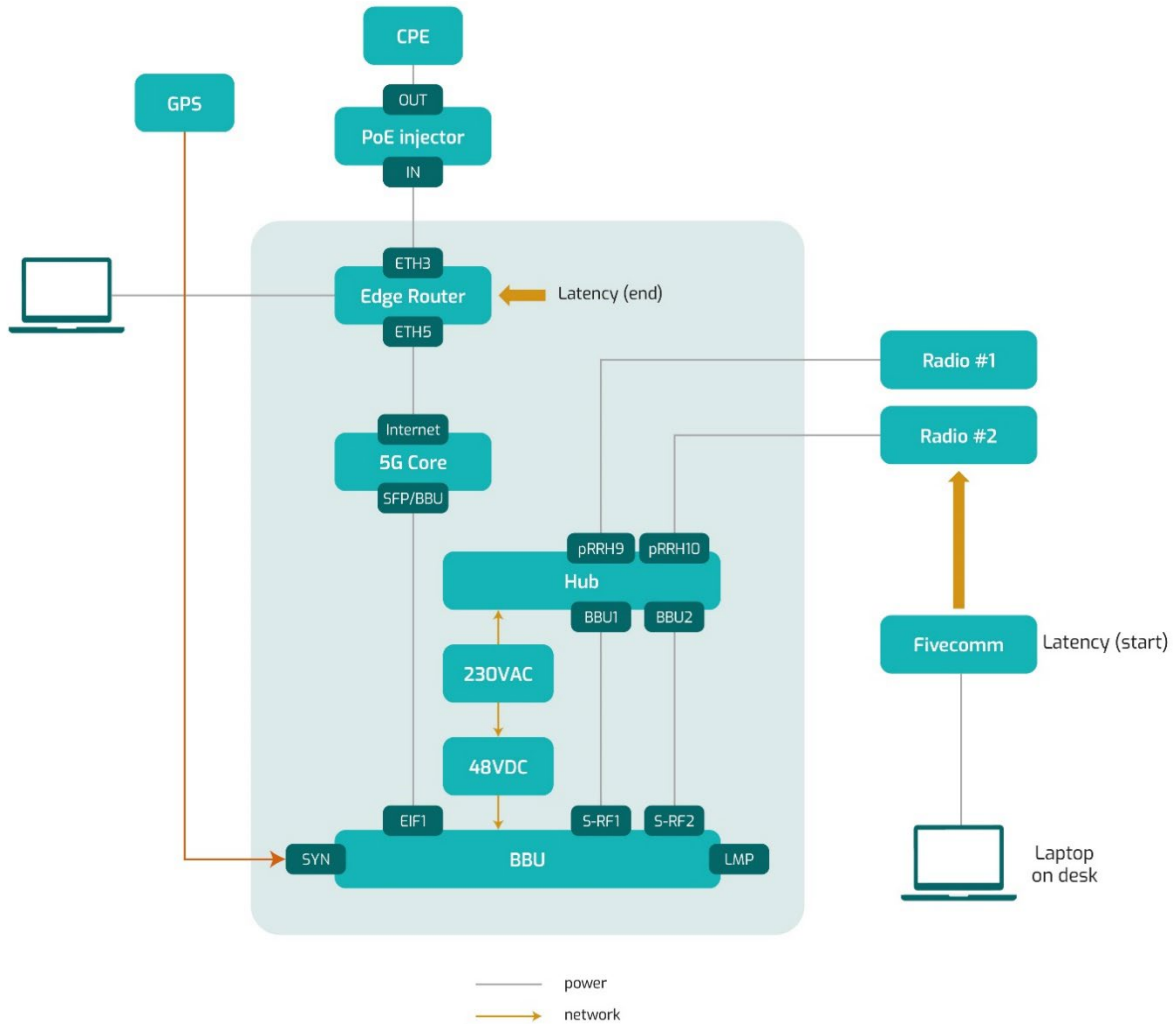 CPE
GPS
OUT
PoE injector
IN
ETH3
Edge Router
Latency (end)
ETH5
Radio #1
Radio #2
Internet
5G Core
SFP/BBU
pRRH9
pRRH10
Hub
BBU1
BBU2
Fivecomm
Latency (start)
230VAC
48VDC
EIF1
S-RF1
S-RF2
SYN
BBU
LMP
Laptop
on desk
power
network